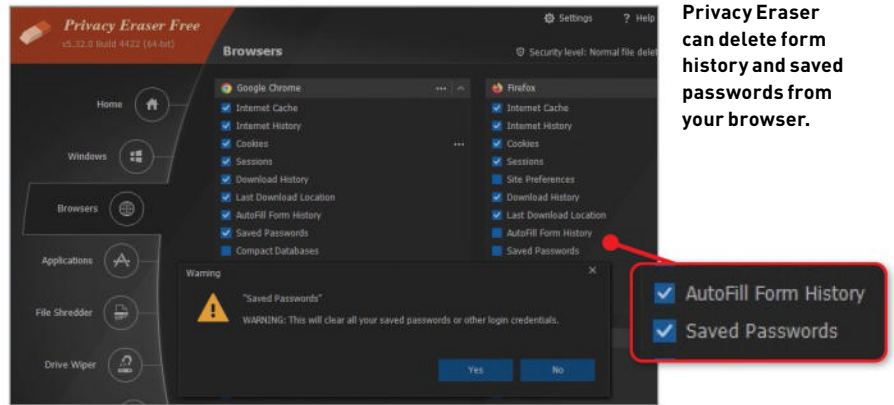 Privacy Eraser Free
v5.32.0 Build 4422 (64-bit)
Settings
? Help
Browsers
Security level: Normal file delet
Home
Windows
Browsers
Applications
File Shredder
Drive Wiper
Google Chrome
Internet Cache
Internet History
Cookies
Sessions
Download History
Last Download Location
AutoFill Form History
Saved Passwords
Compact Databases
Firefox
Internet Cache
Internet History
Cookies
Sessions
Site Preferences
Download History
Last Download Location
AutoFill Form History
Saved Passwords
Warning
"Saved Passwords"
WARNING: This will clear all your saved passwords or other login credentials.
Yes
No
AutoFill Form History
Saved Passwords
Privacy Eraser
can delete form
history and saved
passwords from
your browser.